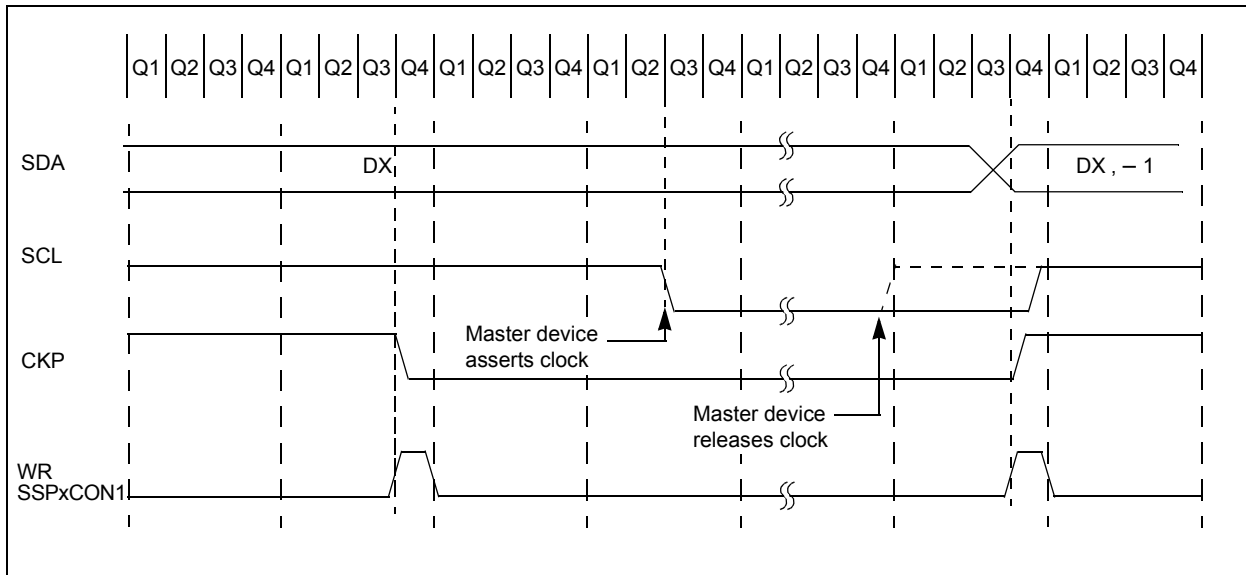 Q1 Q2 Q3 Q4 Q1 Q2 Q3 Q4 Q1 Q2 Q3 Q4 Q1 Q2 Q3 Q4 Q1 Q2 Q3 Q4 Q1 Q2 Q3 Q4 Q1 Q2 Q3 Q4
SDA
DX
DX , – 1
SCL
Master device
asserts clock
CKP
Master device
releases clock
WR
SSPxCON1